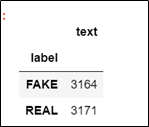 :
text
label
FAKE 3164
REAL 3171